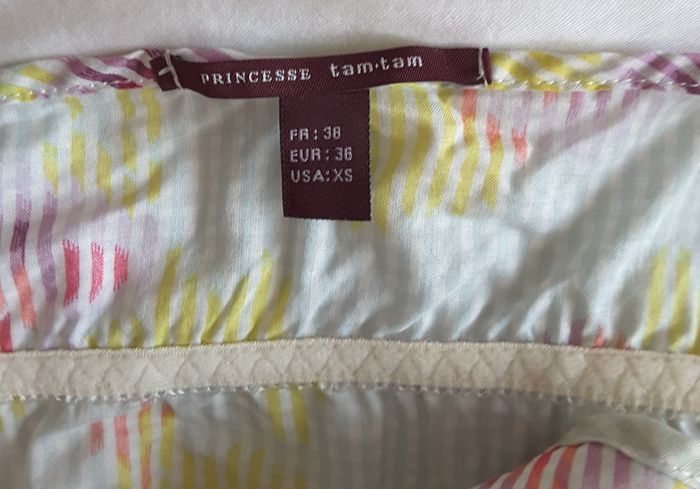 PRINCESSE tam·tam
FR: 38
EUR: 36
USA: XS